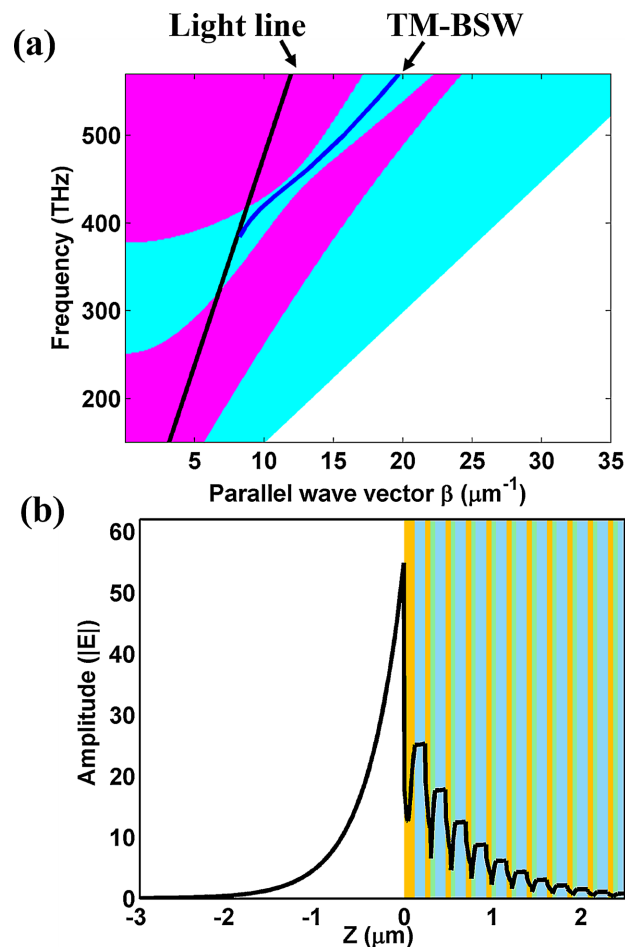 Light line TM-BSW
(a)
500
400
300
200
Frequency (THz)
5 10 15 20 25 30 35
Parallel wave vector β (μm⁻¹)
(b)
60
50
40
30
20
10
0
Amplitude (|E|)
-3 -2 -1 0 1 2
Z (μm)